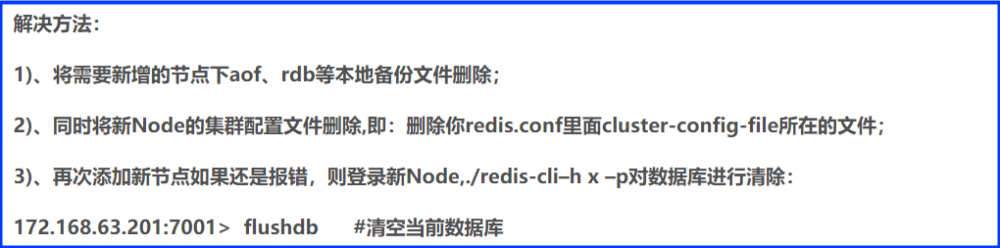 解决方法：
1)、将需要新增的节点下aof、rdb等本地备份文件删除；
2)、同时将新Node的集群配置文件删除,即：删除你redis.conf里面cluster-config-file所在的文件；
3)、再次添加新节点如果还是报错，则登录新Node,./redis-cli–h x –p对数据库进行清除：
172.168.63.201:7001>  flushdb      #清空当前数据库